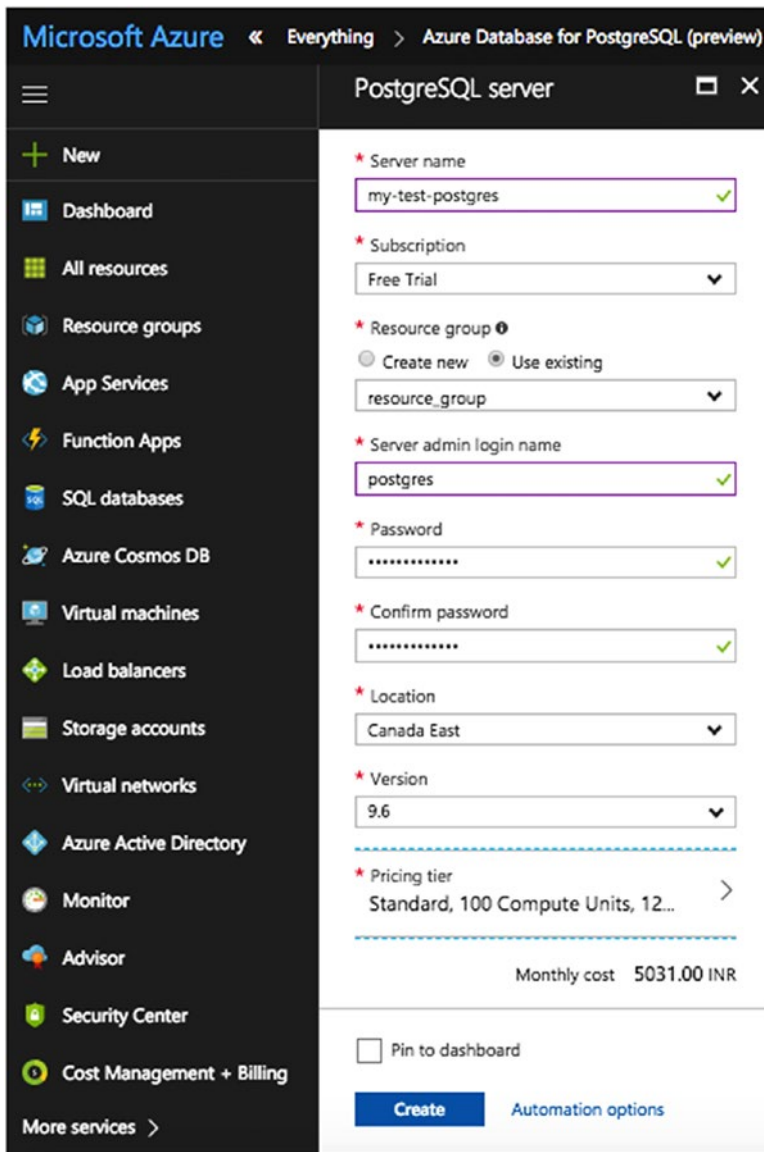 Microsoft Azure « Everything > Azure Database for PostgreSQL (preview)
PostgreSQL server
New
Dashboard
All resources
Resource groups
App Services
Function Apps
SQL databases
Azure Cosmos DB
Virtual machines
Load balancers
Storage accounts
Virtual networks
Azure Active Directory
Monitor
Advisor
Security Center
Cost Management + Billing
More services >
* Server name
my-test-postgres
* Subscription
Free Trial
* Resource group
Create new Use existing
resource_group
* Server admin login name
postgres
* Password
•••••••••••••
* Confirm password
•••••••••••••
* Location
Canada East
* Version
9.6
* Pricing tier
Standard, 100 Compute Units, 12...
Monthly cost 5031.00 INR
Pin to dashboard
Create Automation options